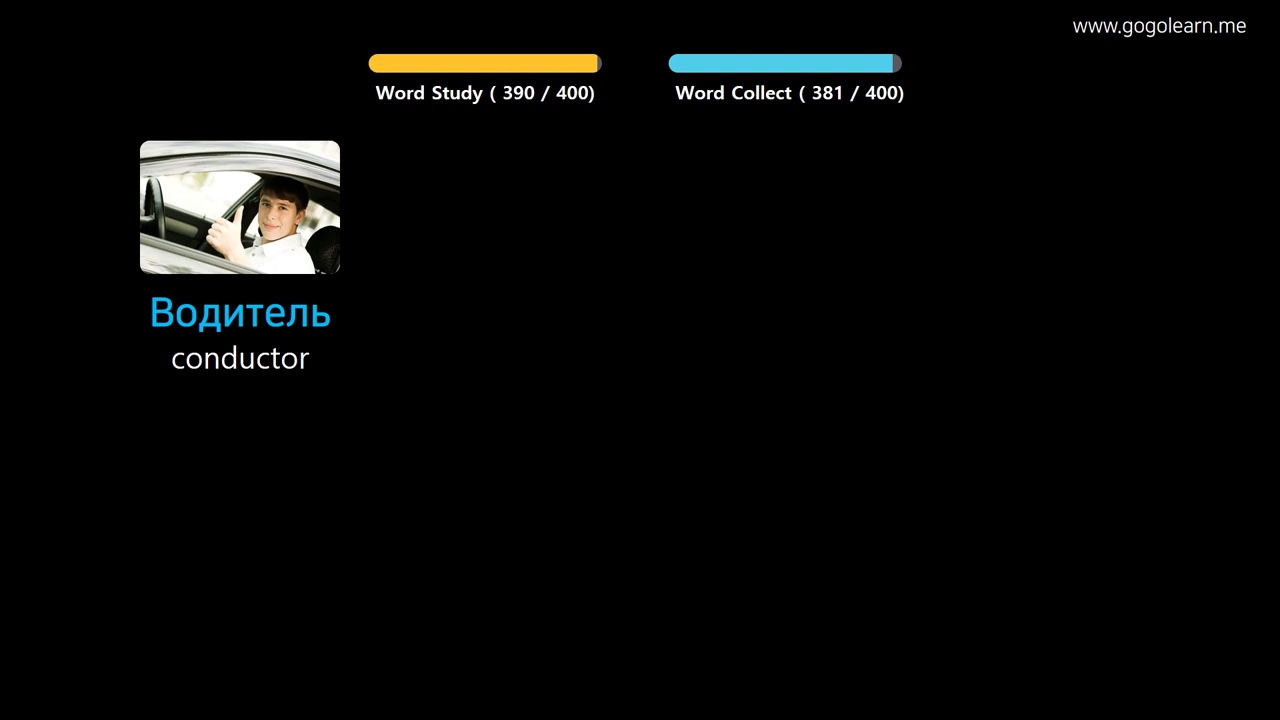 www.gogolearn.me
Word Study ( 390 / 400)
Word Collect ( 381 / 400)
Водитель
conductor